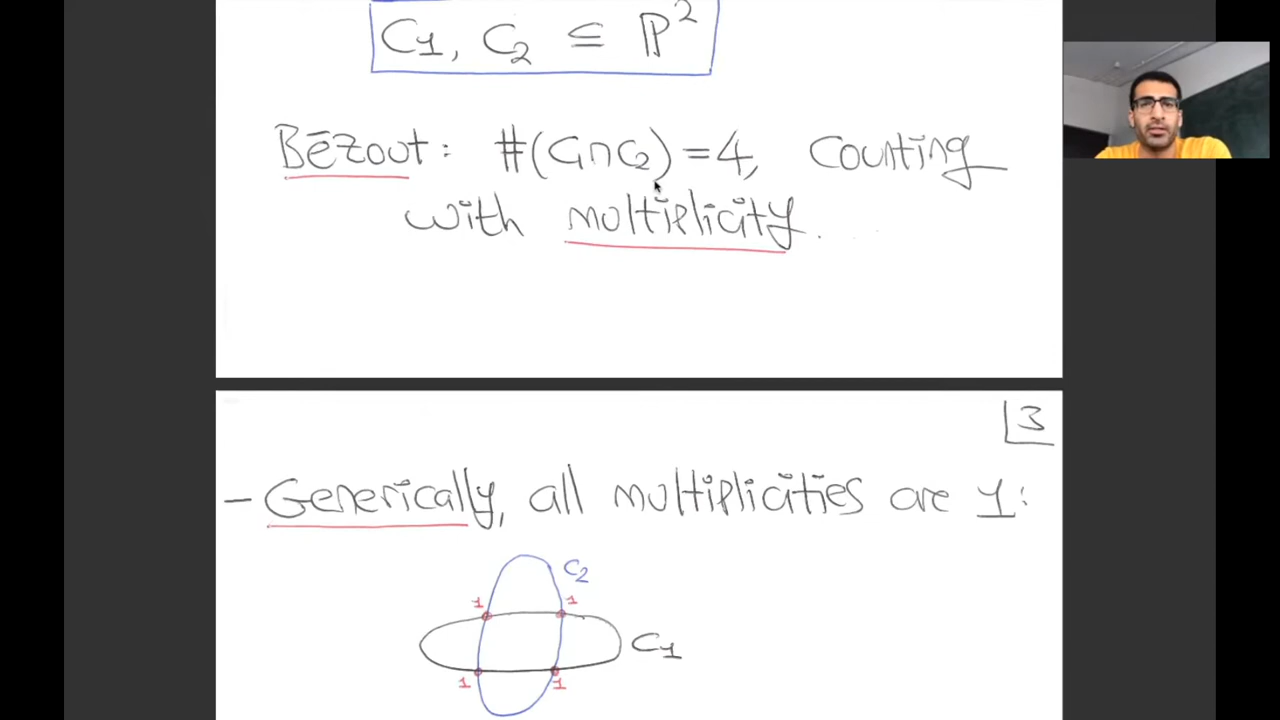 C1, C2 ⊆ ℙ²
Bēzout: #(C1∩C2) = 4, Counting
with multiplicity.
3
– Generically, all multiplicities are 1:
C2
1 1
C1
1 1